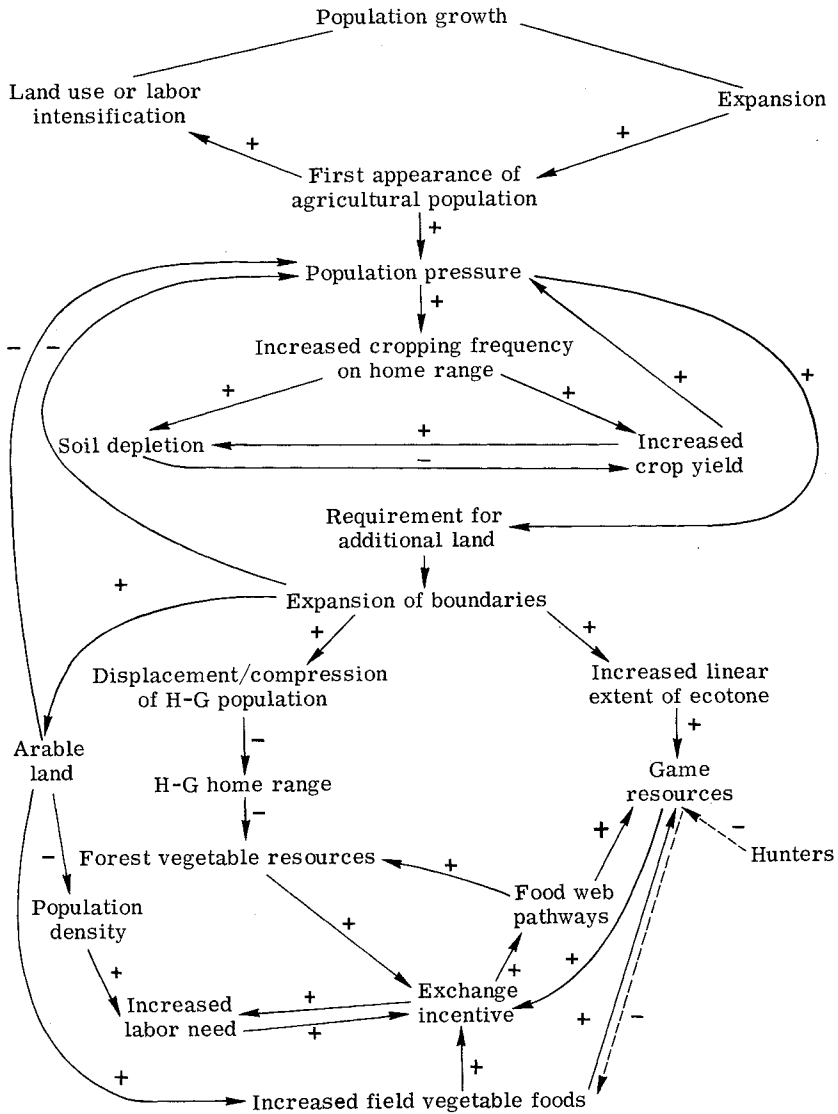 Population growth
Land use or labor
intensification
Expansion
+
+
First appearance of
agricultural population
+
Population pressure
+
– –
Increased cropping frequency
on home range
+
+
+
+
Soil depletion
+
–
Increased
crop yield
Requirement for
additional land
+
Expansion of boundaries
+
+
Displacement/compression
of H-G population
Increased linear
extent of ecotone
–
+
Arable
land
H-G home range
Game
resources
–
+
–
–
Forest vegetable resources
+
Hunters
Population
density
Food web
pathways
+
+
+
+
Increased
labor need
+
+
Exchange
incentive
+
–
+
+
Increased field vegetable foods